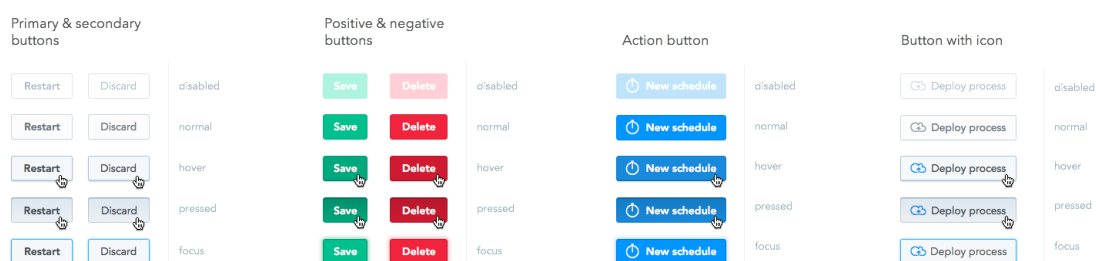 Primary & secondary
buttons
Restart Discard disabled
Restart Discard normal
Restart Discard hover
Restart Discard pressed
Restart Discard focus
Positive & negative
buttons
Save Delete disabled
Save Delete normal
Save Delete hover
Save Delete pressed
Save Delete focus
Action button
New schedule disabled
New schedule normal
New schedule hover
New schedule pressed
New schedule focus
Button with icon
Deploy process disabled
Deploy process normal
Deploy process hover
Deploy process pressed
Deploy process focus